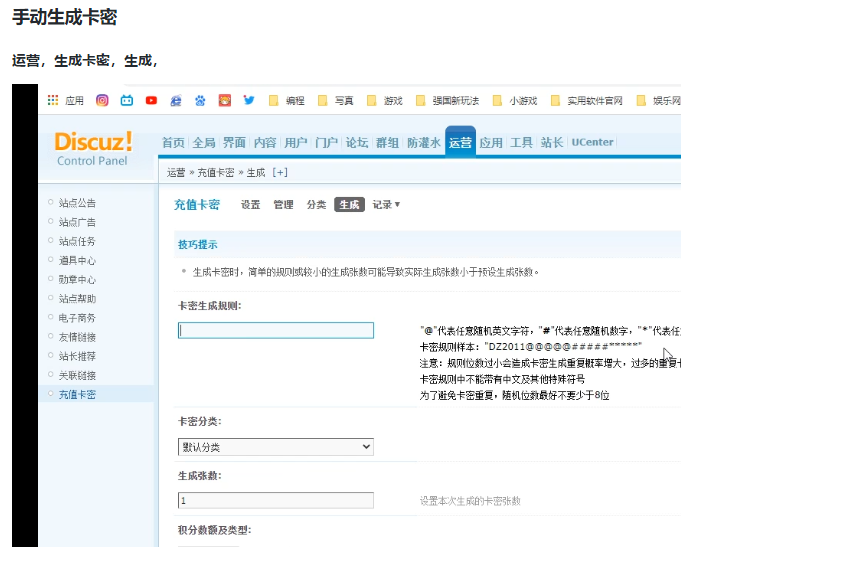 手动生成卡密
运营，生成卡密，生成，
应用 编程 写真 游戏 强国新玩法 小游戏 实用软件官网 娱乐网
Discuz!
Control Panel
首页 全局 界面 内容 用户 门户 论坛 群组 防灌水 运营 应用 工具 站长 UCenter
运营 » 充值卡密 » 生成 [+]
站点公告
站点广告
站点任务
道具中心
勋章中心
站点帮助
电子商务
友情链接
站长推荐
关联链接
充值卡密
充值卡密 设置 管理 分类 生成 记录
技巧提示
生成卡密时，简单的规则或较小的生成张数可能导致实际生成张数小于预设生成张数。
卡密生成规则:
"@"代表任意随机英文字符，"#"代表任意随机数字，"*"代表任
卡密规则样本："DZ2011@@@@@#####*****"
注意：规则位数过小会造成卡密生成重复概率增大，过多的重复
卡密规则中不能带有中文及其他特殊符号
为了避免卡密重复，随机位数最好不要少于8位
卡密分类:
默认分类
生成张数:
1
设置本次生成的卡密张数
积分数额及类型: